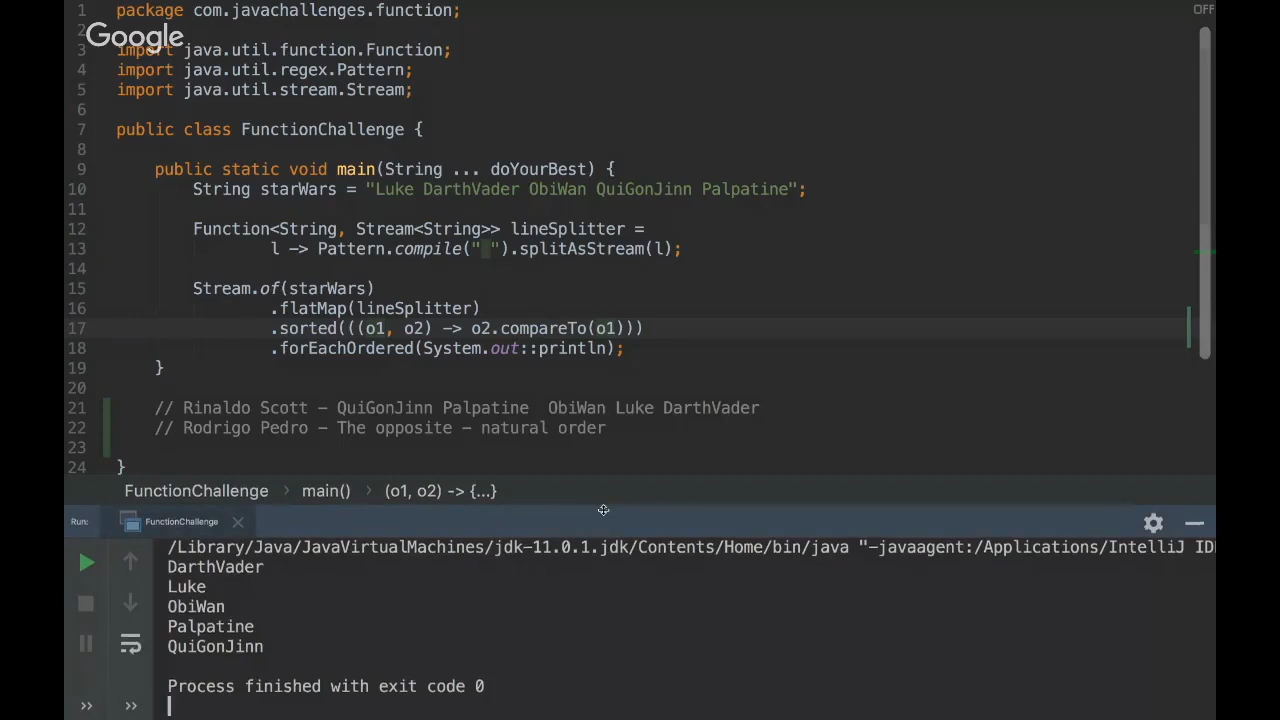 1 package com.javachallenges.function;
2
Google
3 import java.util.function.Function;
4 import java.util.regex.Pattern;
5 import java.util.stream.Stream;
6
7 public class FunctionChallenge {
8
9 public static void main(String ... doYourBest) {
10 String starWars = "Luke DarthVader ObiWan QuiGonJinn Palpatine";
11
12 Function<String, Stream<String>> lineSplitter =
13 l -> Pattern.compile(" ").splitAsStream(l);
14
15 Stream.of(starWars)
16 .flatMap(lineSplitter)
17 .sorted(((o1, o2) -> o2.compareTo(o1)))
18 .forEachOrdered(System.out::println);
19 }
20
21 // Rinaldo Scott - QuiGonJinn Palpatine  ObiWan Luke DarthVader
22 // Rodrigo Pedro - The opposite - natural order
23
24 }
OFF
FunctionChallenge > main() > (o1, o2) -> {...}
Run: FunctionChallenge
/Library/Java/JavaVirtualMachines/jdk-11.0.1.jdk/Contents/Home/bin/java "-javaagent:/Applications/IntelliJ ID
DarthVader
Luke
ObiWan
Palpatine
QuiGonJinn
Process finished with exit code 0